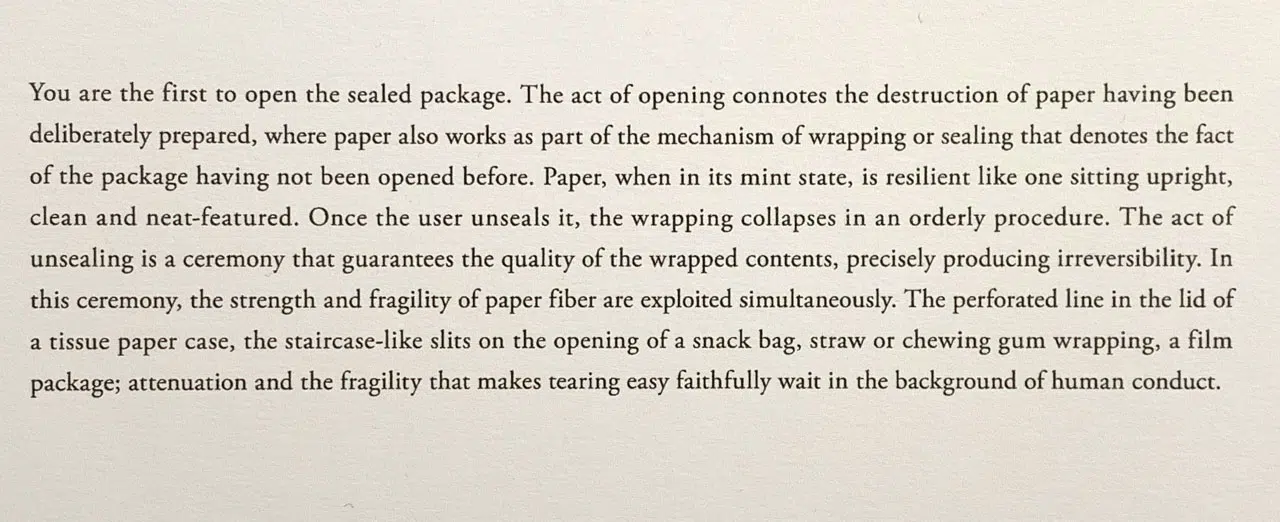 You are the first to open the sealed package. The act of opening connotes the destruction of paper having been
deliberately prepared, where paper also works as part of the mechanism of wrapping or sealing that denotes the fact
of the package having not been opened before. Paper, when in its mint state, is resilient like one sitting upright,
clean and neat-featured. Once the user unseals it, the wrapping collapses in an orderly procedure. The act of
unsealing is a ceremony that guarantees the quality of the wrapped contents, precisely producing irreversibility. In
this ceremony, the strength and fragility of paper fiber are exploited simultaneously. The perforated line in the lid of
a tissue paper case, the staircase-like slits on the opening of a snack bag, straw or chewing gum wrapping, a film
package; attenuation and the fragility that makes tearing easy faithfully wait in the background of human conduct.